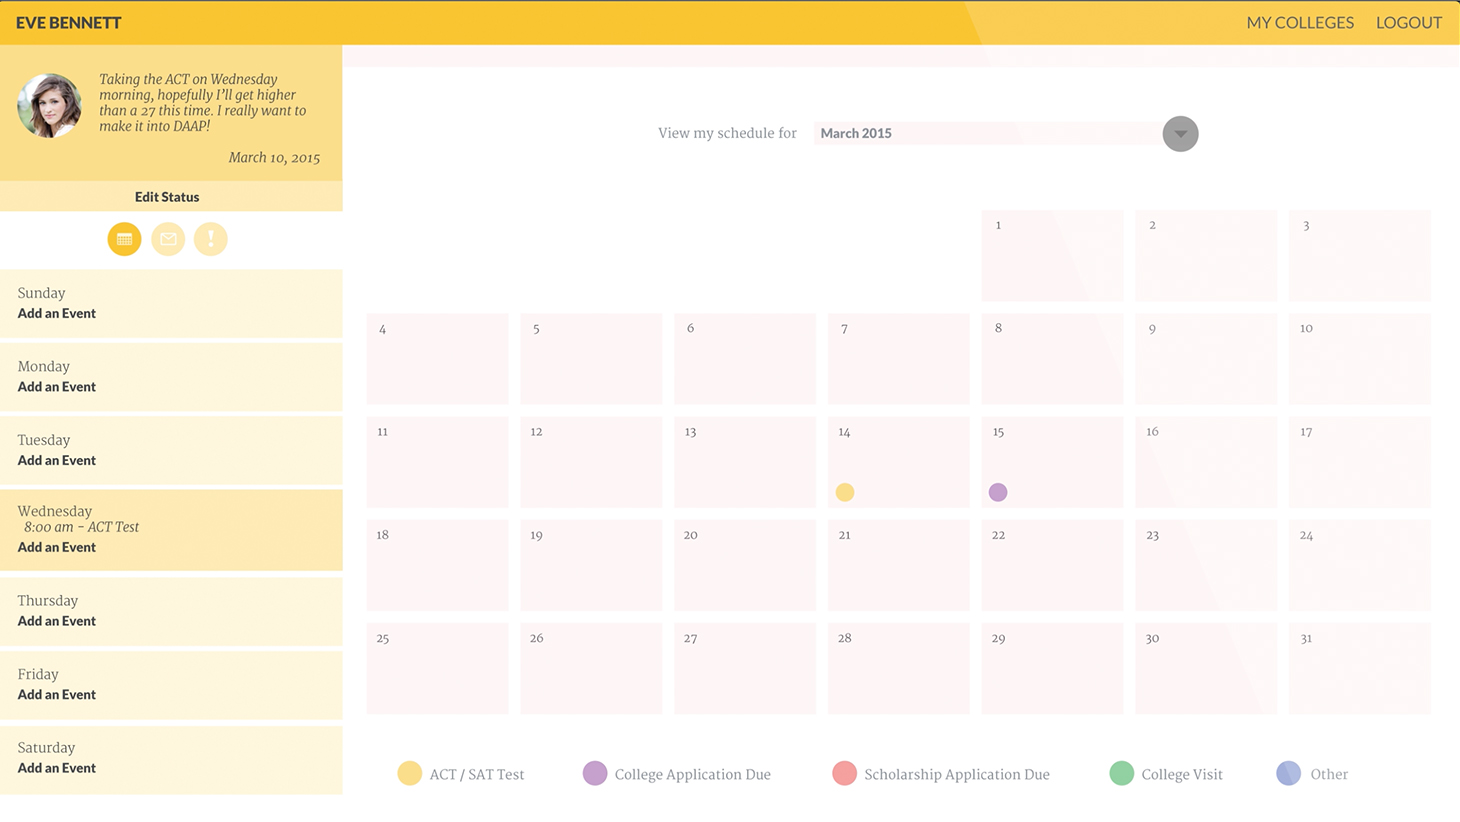 EVE BENNETT
MY COLLEGES
LOGOUT
Taking the ACT on Wednesday
morning, hopefully I'll get higher
than a 27 this time. I really want to
make it into DAAP!
March 10, 2015
Edit Status
Sunday
Add an Event
Monday
Add an Event
Tuesday
Add an Event
Wednesday
8:00 am - ACT Test
Add an Event
Thursday
Add an Event
Friday
Add an Event
Saturday
Add an Event
View my schedule for March 2015
1 2 3
4 5 6 7 8 9 10
11 12 13 14 15 16 17
18 19 20 21 22 23 24
25 26 27 28 29 30 31
ACT / SAT Test
College Application Due
Scholarship Application Due
College Visit
Other